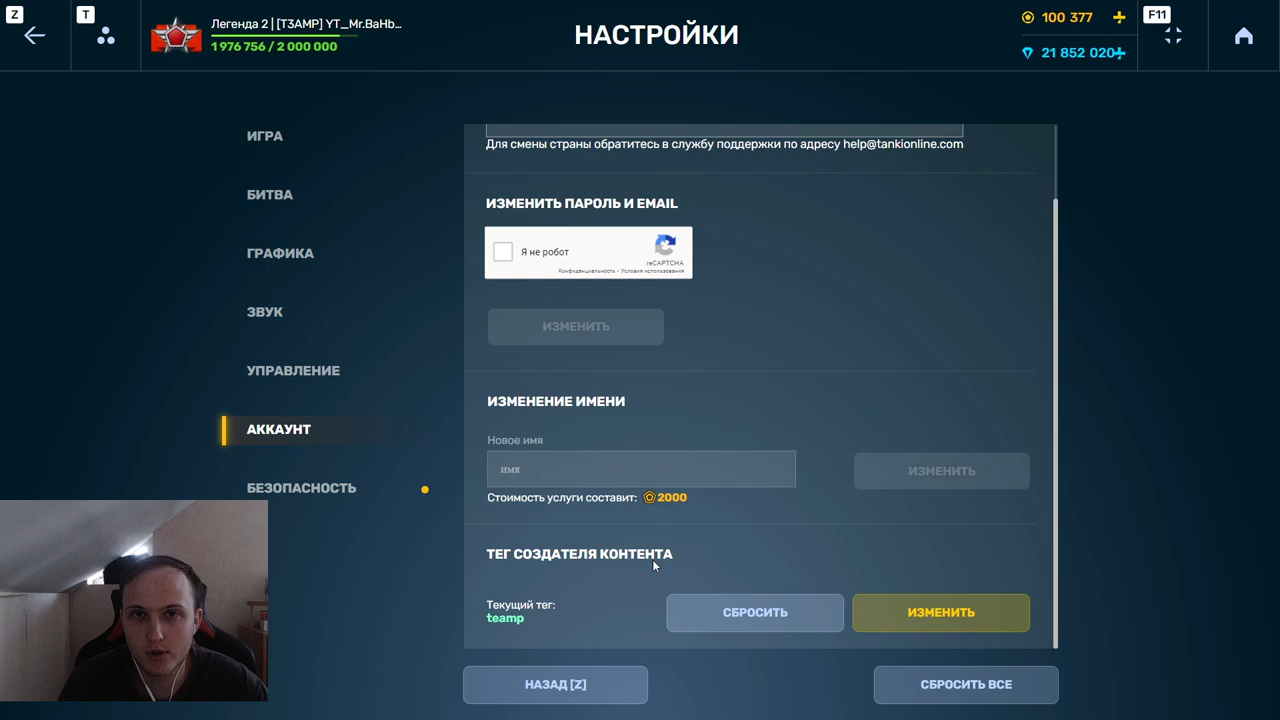 Z
T
Легенда 2 | [T3AMP] YT_Mr.BaHb...
1 976 756 / 2 000 000
НАСТРОЙКИ
100 377
21 852 020
F11
ИГРА
БИТВА
ГРАФИКА
ЗВУК
УПРАВЛЕНИЕ
АККАУНТ
БЕЗОПАСНОСТЬ
Для смены страны обратитесь в службу поддержки по адресу help@tankionline.com
ИЗМЕНИТЬ ПАРОЛЬ И EMAIL
Я не робот
reCAPTCHA
Конфиденциальность - Условия использования
ИЗМЕНИТЬ
ИЗМЕНЕНИЕ ИМЕНИ
Новое имя
имя
ИЗМЕНИТЬ
Стоимость услуги составит: 2000
ТЕГ СОЗДАТЕЛЯ КОНТЕНТА
Текущий тег:
teamp
СБРОСИТЬ
ИЗМЕНИТЬ
НАЗАД [Z]
СБРОСИТЬ ВСЕ